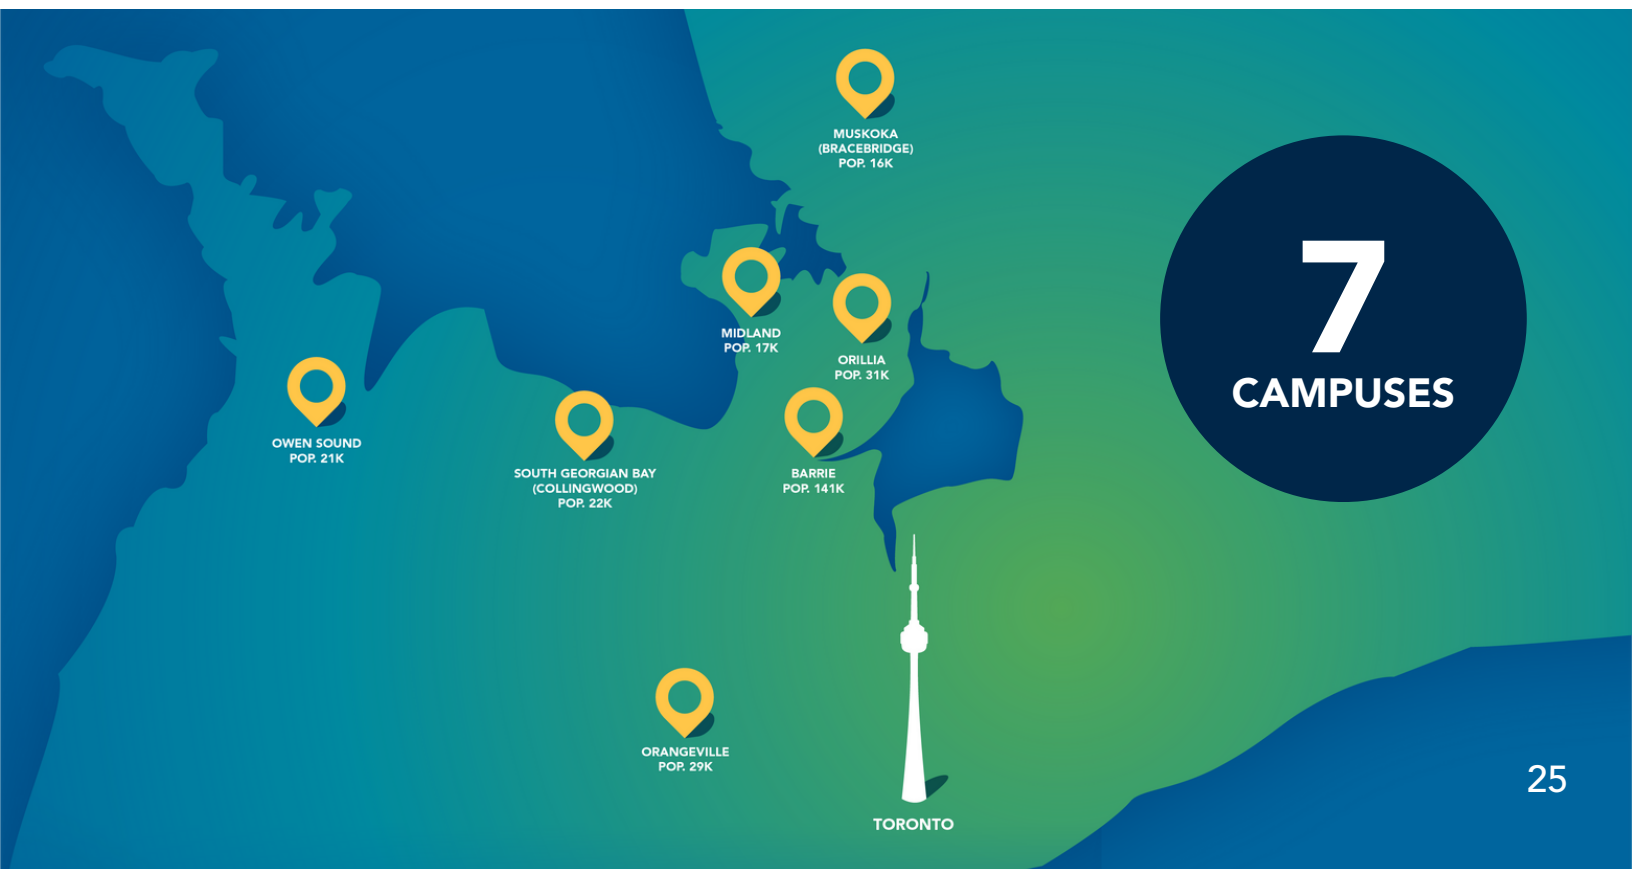 MUSKOKA
(BRACEBRIDGE)
POP. 16K
7
CAMPUSES
MIDLAND
POP. 17K
ORILLIA
POP. 31K
OWEN SOUND
POP. 21K
SOUTH GEORGIAN BAY
(COLLINGWOOD)
POP. 22K
BARRIE
POP. 141K
ORANGEVILLE
POP. 29K
TORONTO
25